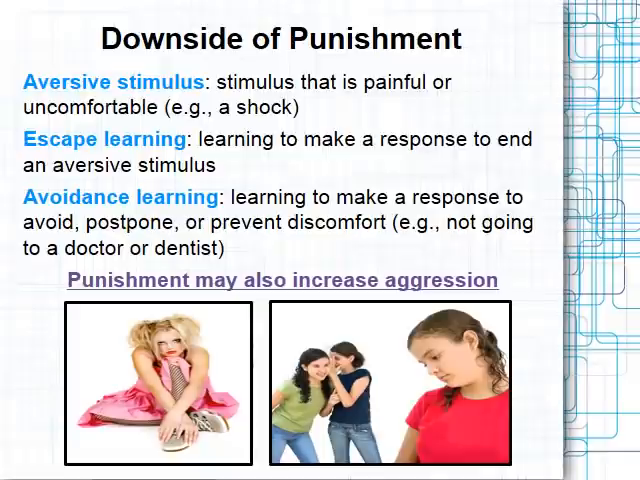 Downside of Punishment
Aversive stimulus: stimulus that is painful or
uncomfortable (e.g., a shock)
Escape learning: learning to make a response to end
an aversive stimulus
Avoidance learning: learning to make a response to
avoid, postpone, or prevent discomfort (e.g., not going
to a doctor or dentist)
Punishment may also increase aggression